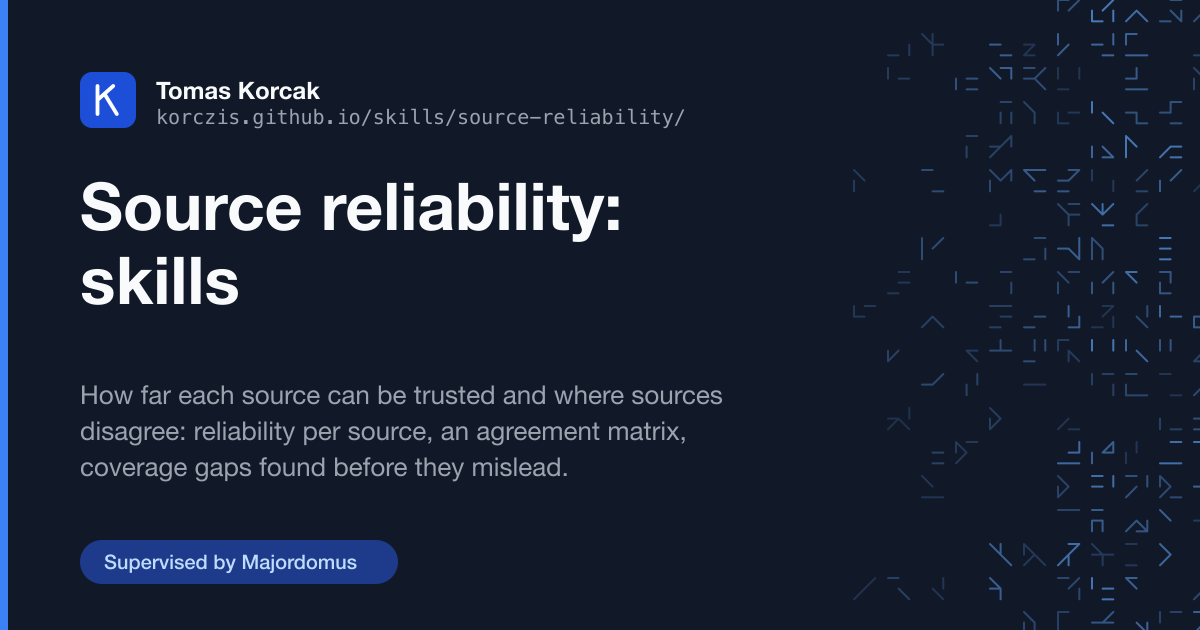 K
Tomas Korcak
korczis.github.io/skills/source-reliability/
Source reliability:
skills
How far each source can be trusted and where sources
disagree: reliability per source, an agreement matrix,
coverage gaps found before they mislead.
Supervised by Majordomus